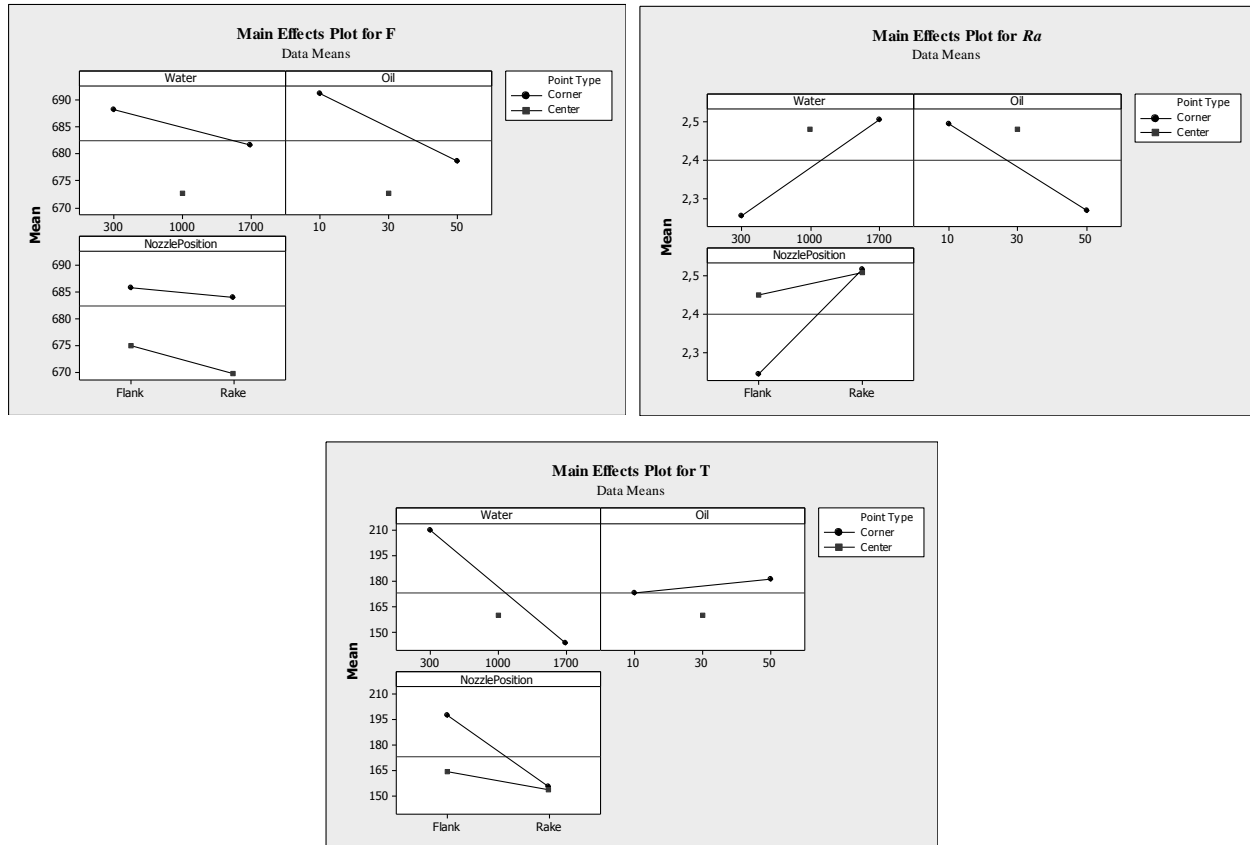 Main Effects Plot for F
Data Means
Water
Oil
Point Type
Corner
Center
690
685
680
675
670
300
1000
1700
10
30
50
Mean
NozzlePosition
690
685
680
675
670
Flank
Rake
Main Effects Plot for Ra
Data Means
Water
Oil
Point Type
Corner
Center
2,5
2,4
2,3
300
1000
1700
10
30
50
Mean
NozzlePosition
2,5
2,4
2,3
Flank
Rake
Main Effects Plot for T
Data Means
Water
Oil
Point Type
Corner
Center
210
195
180
165
150
300
1000
1700
10
30
50
Mean
NozzlePosition
210
195
180
165
150
Flank
Rake